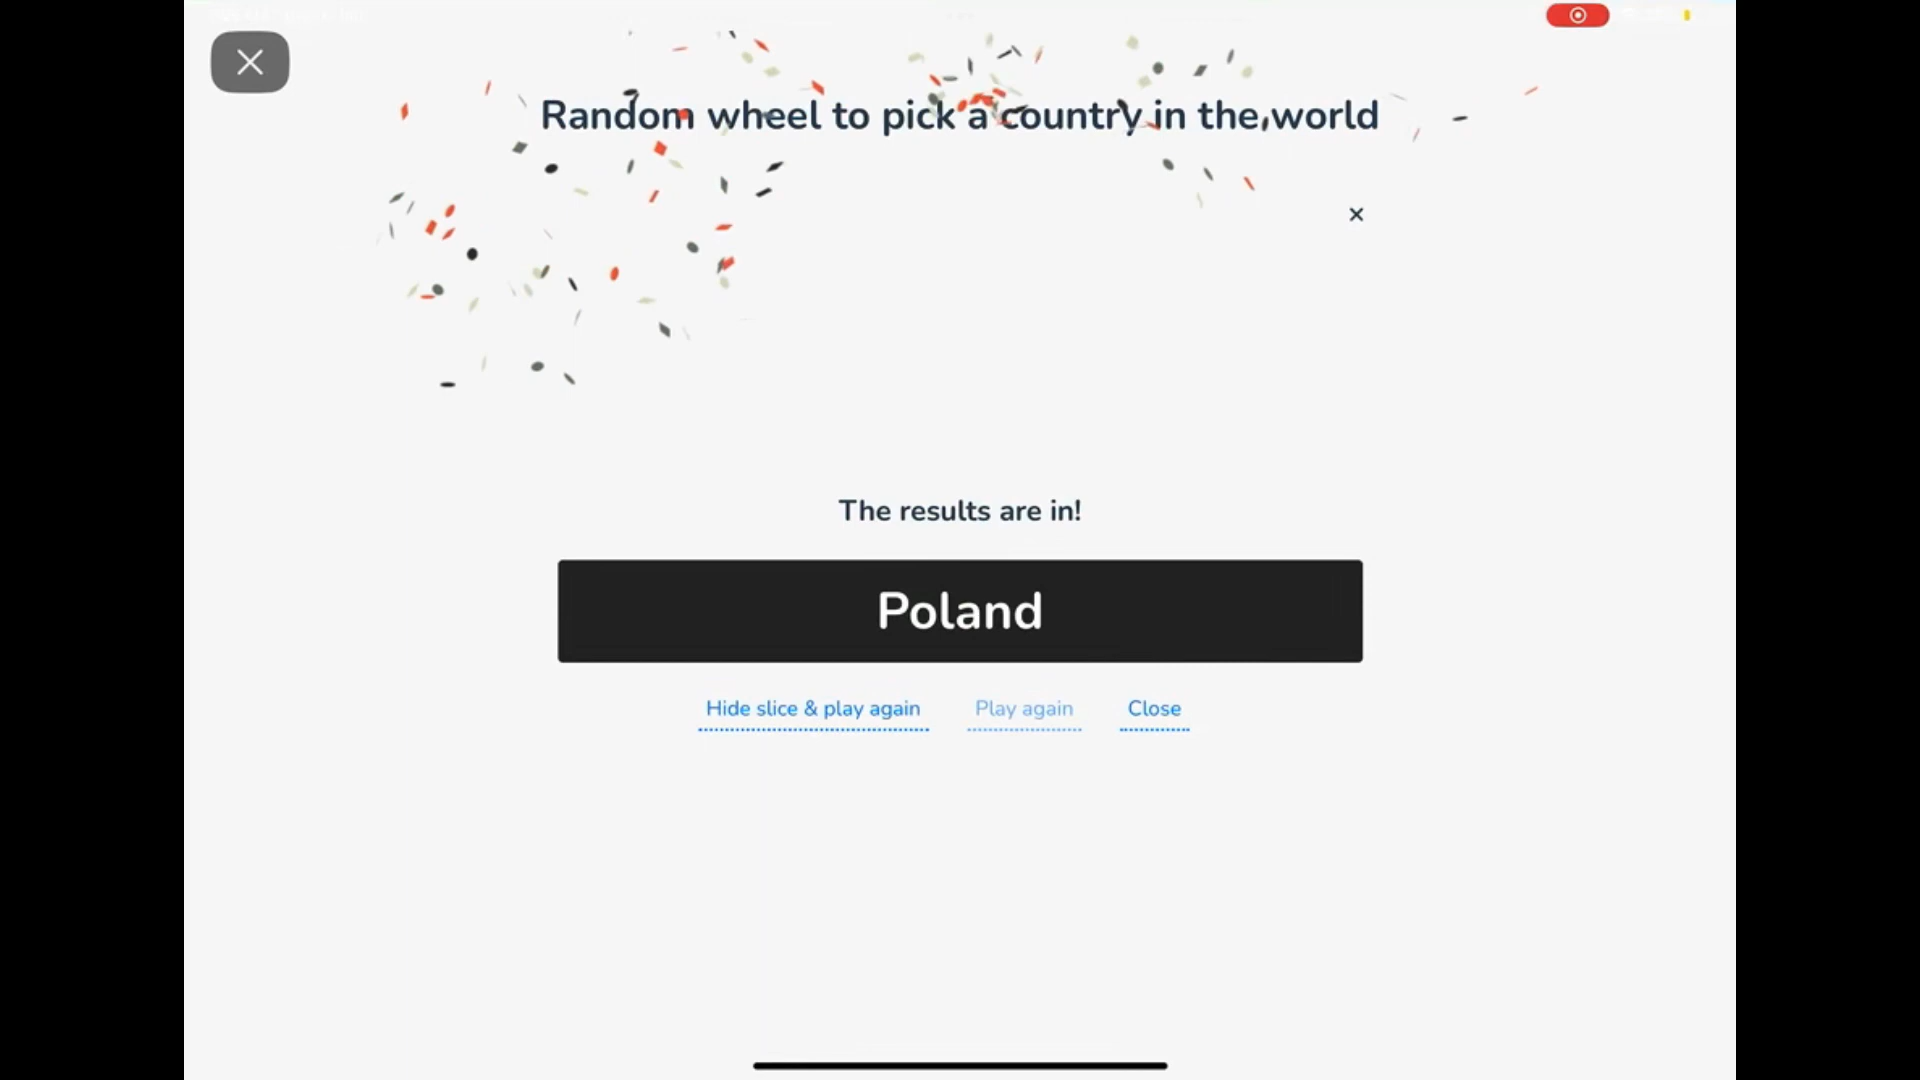 Random wheel to pick a country in the world
The results are in!
Poland
Hide slice & play again
Play again
Close